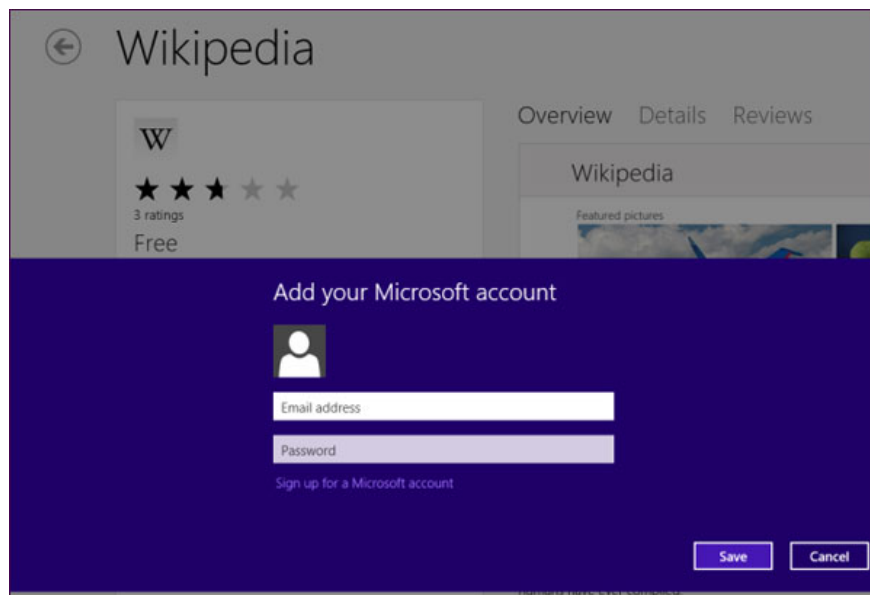 Wikipedia
Overview Details Reviews
W
3 ratings
Free
Wikipedia
Featured pictures
Add your Microsoft account
Email address
Password
Sign up for a Microsoft account
Save Cancel